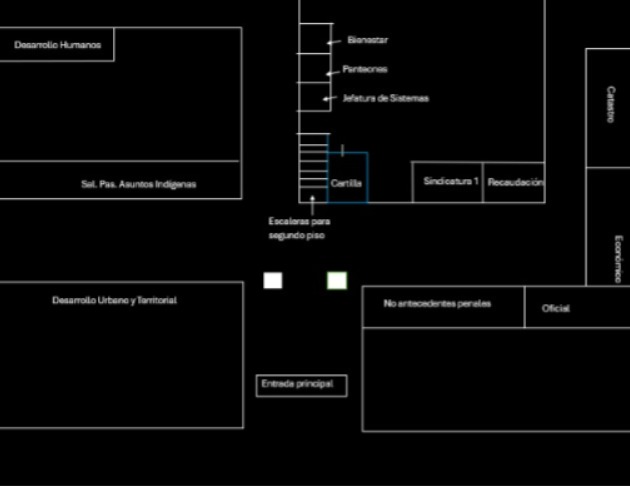 Desarrollo Humanos
Bienestar
Panteones
Jefatura de Sistemas
Catastro
Sal. Pas. Asuntos Indígenas
Cartilla
Sindicatura 1
Recaudación
Escaleras para
segundo piso
Económico
Desarrollo Urbano y Territorial
No antecedentes penales
Oficial
Entrada principal